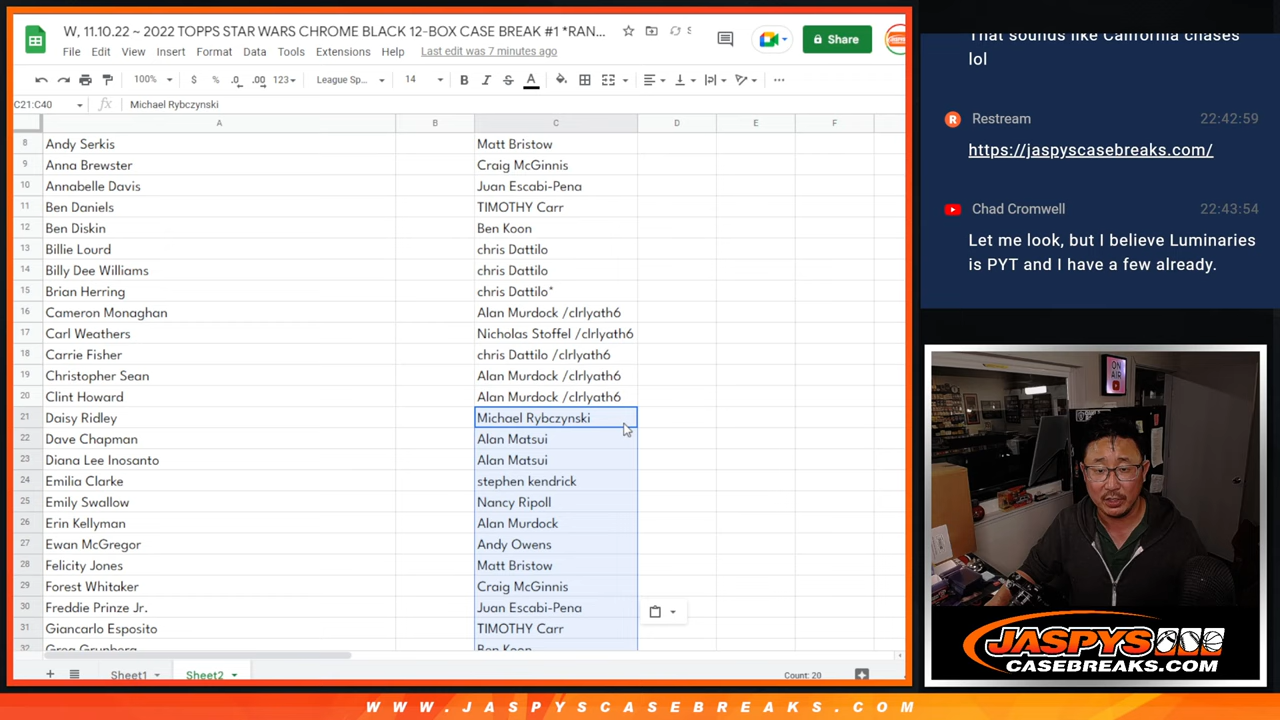 W, 11.10.22 ~ 2022 TOPPS STAR WARS CHROME BLACK 12-BOX CASE BREAK #1 *RAN...
File Edit View Insert Format Data Tools Extensions Help Last edit was 7 minutes ago
Share
100% $ % .0 .00 123 League Sp... 14 B I S A
C21:C40 fx Michael Rybczynski
A B C D E F
8 Andy Serkis Matt Bristow
9 Anna Brewster Craig McGinnis
10 Annabelle Davis Juan Escabi-Pena
11 Ben Daniels TIMOTHY Carr
12 Ben Diskin Ben Koon
13 Billie Lourd chris Dattilo
14 Billy Dee Williams chris Dattilo
15 Brian Herring chris Dattilo*
16 Cameron Monaghan Alan Murdock /clrlyath6
17 Carl Weathers Nicholas Stoffel /clrlyath6
18 Carrie Fisher chris Dattilo /clrlyath6
19 Christopher Sean Alan Murdock /clrlyath6
20 Clint Howard Alan Murdock /clrlyath6
21 Daisy Ridley Michael Rybczynski
22 Dave Chapman Alan Matsui
23 Diana Lee Inosanto Alan Matsui
24 Emilia Clarke stephen kendrick
25 Emily Swallow Nancy Ripoll
26 Erin Kellyman Alan Murdock
27 Ewan McGregor Andy Owens
28 Felicity Jones Matt Bristow
29 Forest Whitaker Craig McGinnis
30 Freddie Prinze Jr. Juan Escabi-Pena
31 Giancarlo Esposito TIMOTHY Carr
32 Greg Grunberg Ben Koon
Sheet1 Sheet2 Count: 20
That sounds like California chases
lol
Restream 22:42:59
https://jaspyscasebreaks.com/
Chad Cromwell 22:43:54
Let me look, but I believe Luminaries
is PYT and I have a few already.
ON
AIR
JASPYS
CASEBREAKS.COM
WWW.JASPYSCASEBREAKS.COM